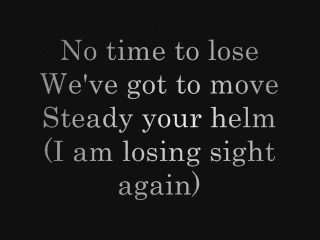 No time to lose
We've got to move
Steady your helm
(I am losing sight
again)